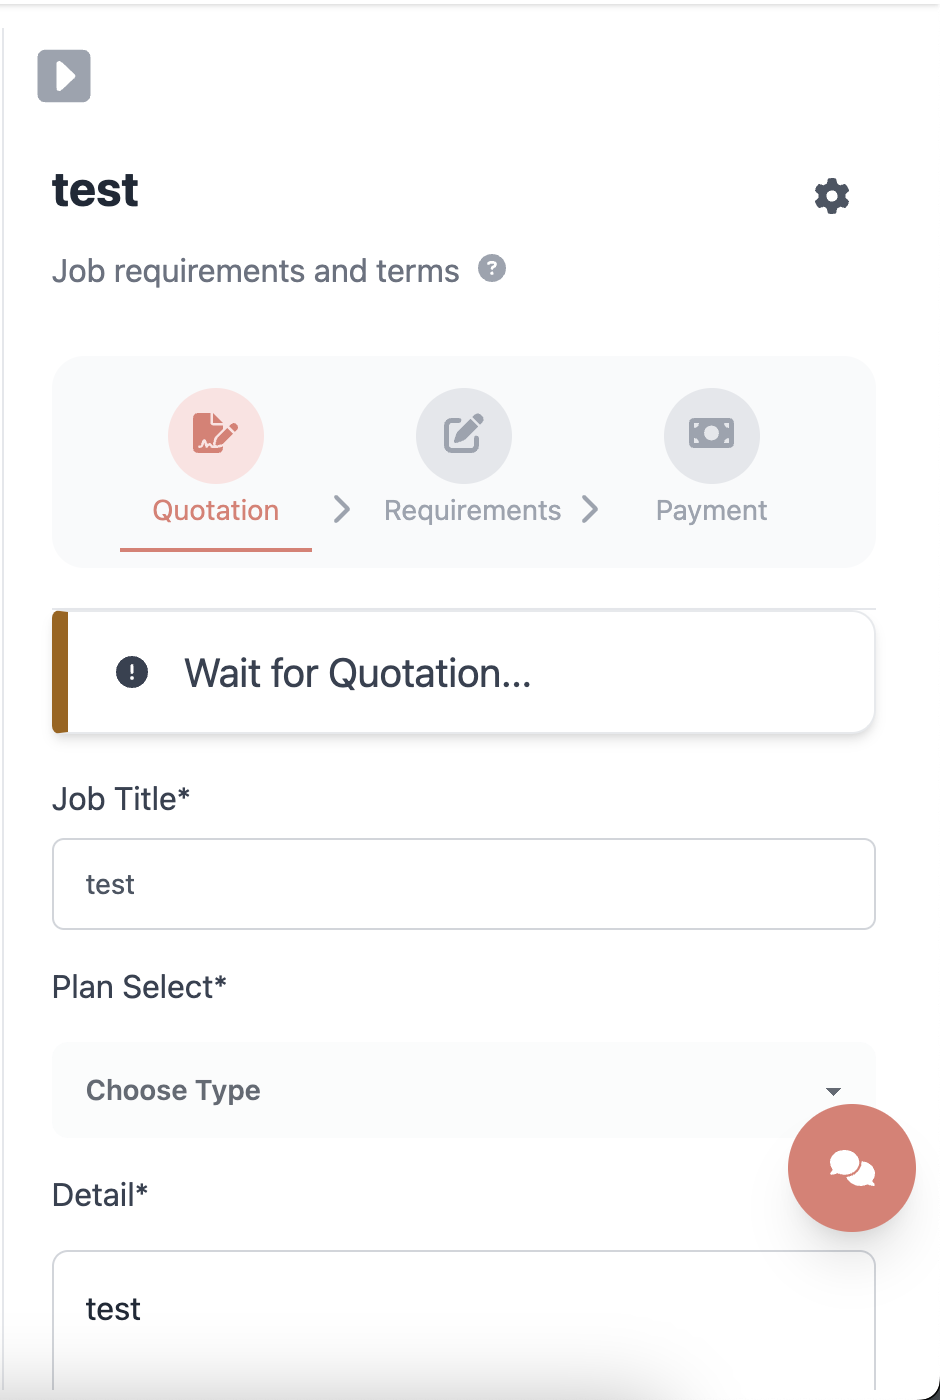 test
Job requirements and terms
Quotation
Requirements
Payment
Wait for Quotation...
Job Title*
test
Plan Select*
Choose Type
Detail*
test